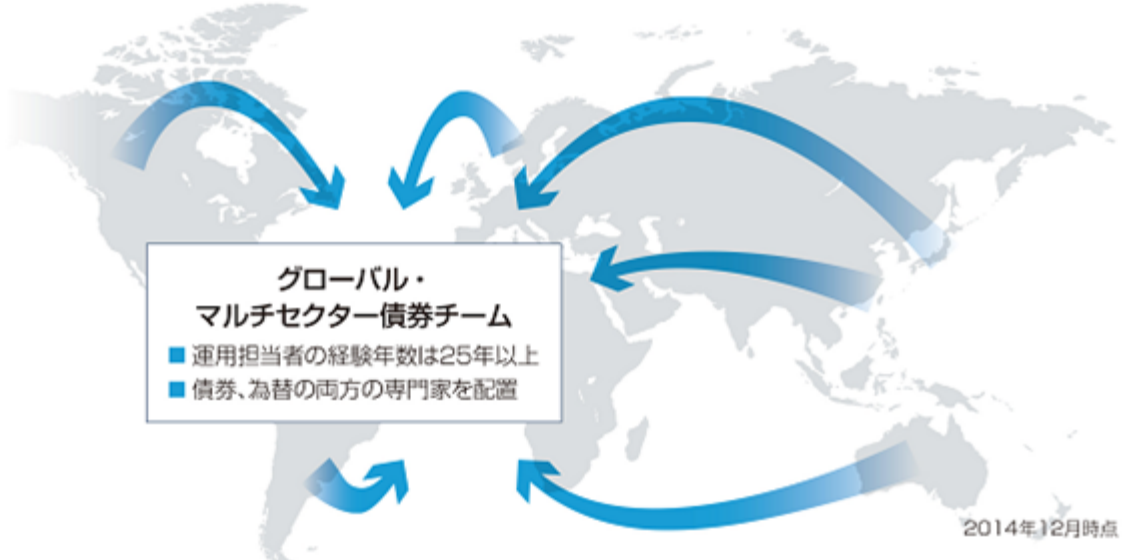 グローバル・
マルチセクター債券チーム
■ 運用担当者の経験年数は25年以上
■ 債券、為替の両方の専門家を配置
2014年12月時点